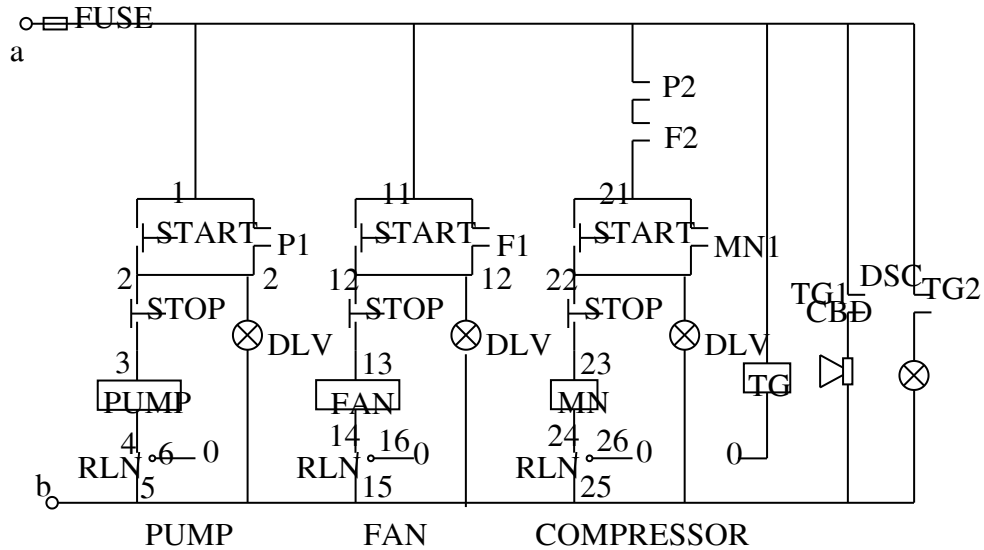 FUSE
a
P2
F2
1
11
21
START
P1
START
F1
START
MN1
2
2
12
12
22
DSC
TG1
TG2
CBD
STOP
STOP
STOP
DLV
DLV
DLV
3
13
23
PUMP
FAN
MN
TG
4
6
0
14
16
0
24
26
0
0
RLN
RLN
RLN
b
5
15
25
PUMP
FAN
COMPRESSOR